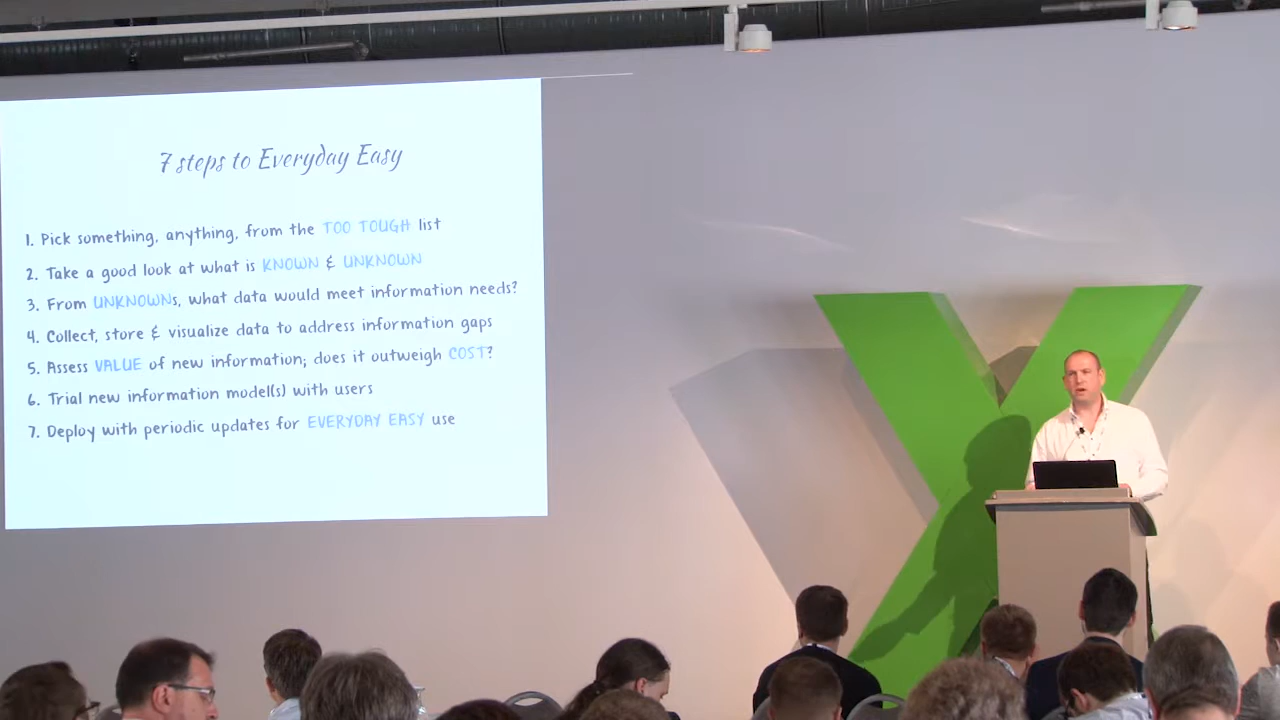 7 steps to Everyday Easy
1. Pick something, anything, from the TOO TOUGH list
2. Take a good look at what is KNOWN & UNKNOWN
3. From UNKNOWNs, what data would meet information needs?
4. Collect, store & visualize data to address information gaps
5. Assess VALUE of new information; does it outweigh COST?
6. Trial new information model(s) with users
7. Deploy with periodic updates for EVERYDAY EASY use
Y